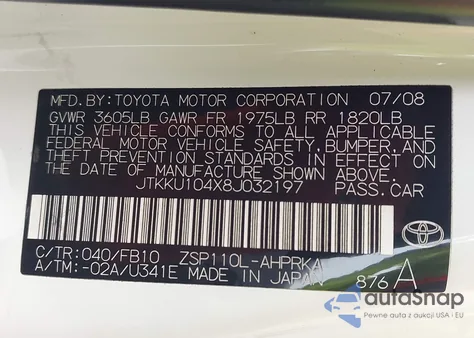 MFD.BY:TOYOTA MOTOR CORPORATION 07/08
GVWR 3605LB GAWR FR 1975LB RR 1820LB
THIS VEHICLE CONFORMS TO ALL APPLICABLE
FEDERAL MOTOR VEHICLE SAFETY,BUMPER,AND
THEFT PREVENTION STANDARDS IN EFFECT ON
THE DATE OF MANUFACTURE SHOWN ABOVE.
JTKKU104X8J032197 PASS.CAR
C/TR:040/FB10 ZSP110L-AHPRKA
A/TM:-02A/U341E MADE IN JAPAN 876 A
TOYOTA
autasnap
Pewne auta z aukcji USA i EU